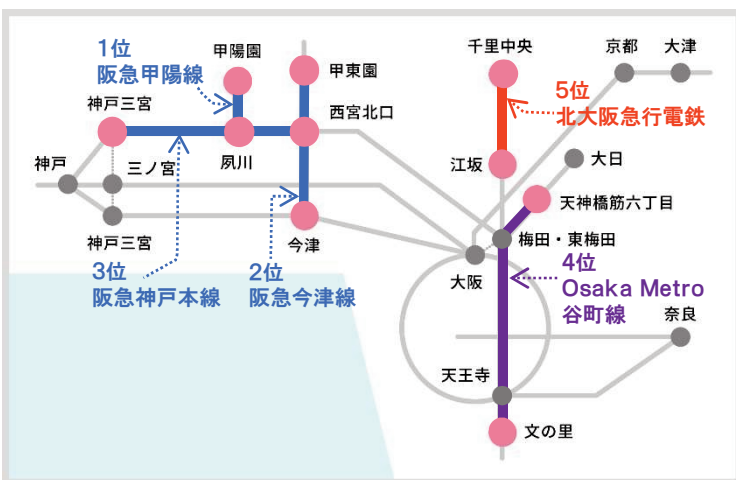 1位
阪急甲陽線
甲陽園
甲東園
千里中央
京都
大津
神戸三宮
西宮北口
5位
北大阪急行電鉄
神戸
三ノ宮
夙川
江坂
大日
天神橋筋六丁目
神戸三宮
今津
梅田・東梅田
3位
阪急神戸本線
2位
阪急今津線
大阪
4位
Osaka Metro
谷町線
奈良
天王寺
文の里